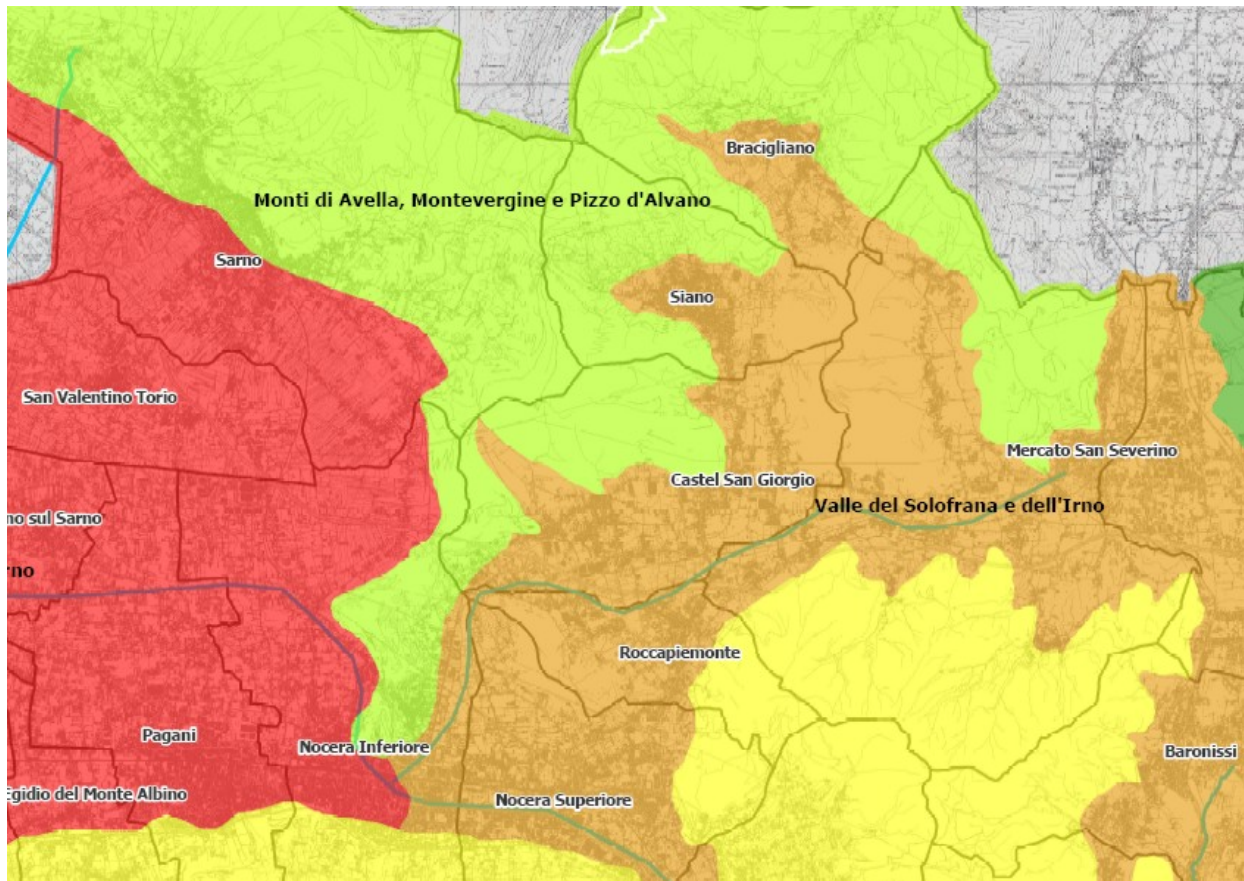 Bracigliano
Monti di Avella, Montevergine e Pizzo d'Alvano
Sarno
Siano
San Valentino Torio
Mercato San Severino
Castel San Giorgio
Valle del Solofrana e dell'Irno
no sul Sarno
rno
Roccapiemonte
Pagani
Nocera Inferiore
Baronissi
Egidio del Monte Albino
Nocera Superiore